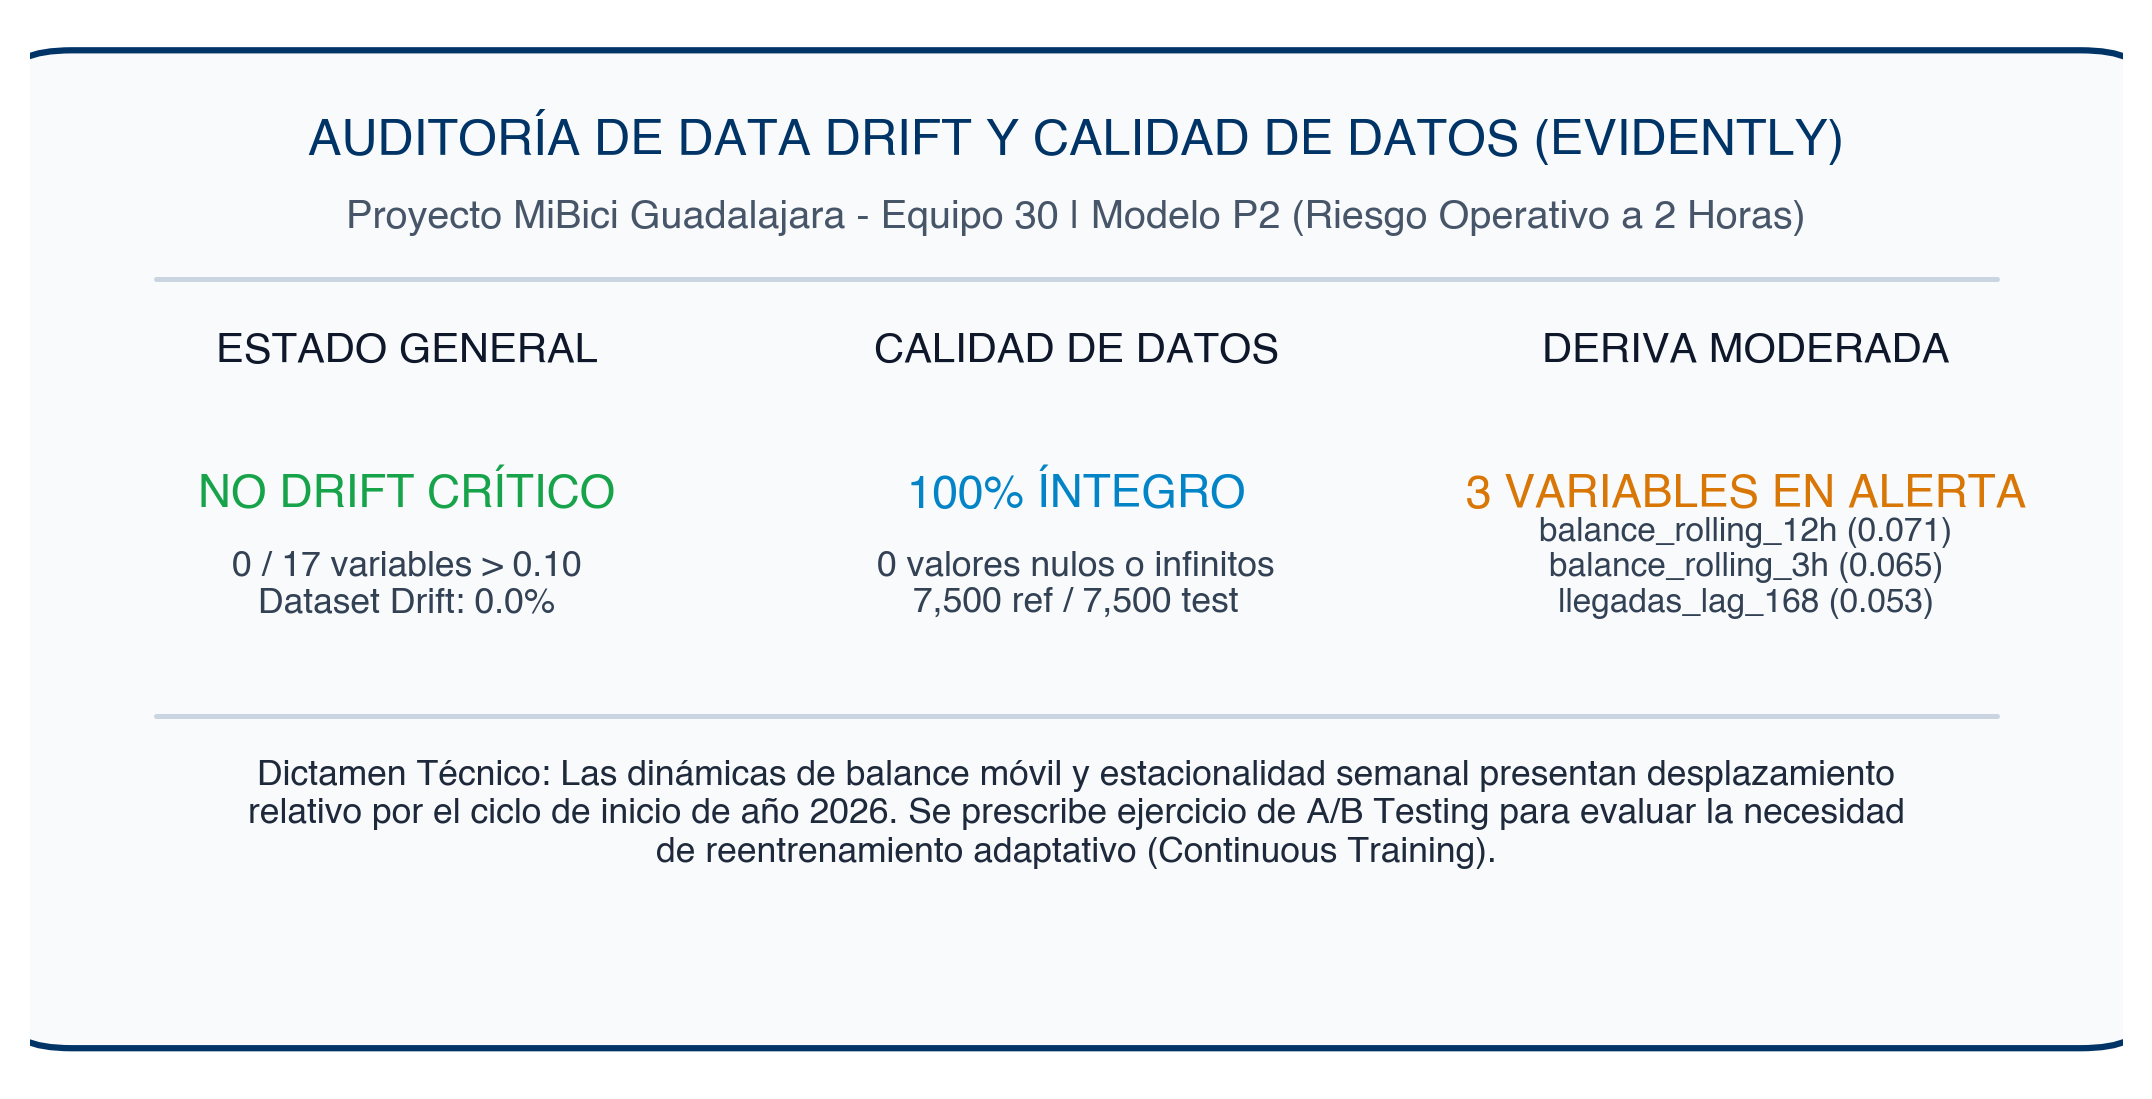 AUDITORÍA DE DATA DRIFT Y CALIDAD DE DATOS (EVIDENTLY)
Proyecto MiBici Guadalajara - Equipo 30 | Modelo P2 (Riesgo Operativo a 2 Horas)
ESTADO GENERAL
NO DRIFT CRÍTICO
0 / 17 variables > 0.10
Dataset Drift: 0.0%
CALIDAD DE DATOS
100% ÍNTEGRO
0 valores nulos o infinitos
7,500 ref / 7,500 test
DERIVA MODERADA
3 VARIABLES EN ALERTA
balance_rolling_12h (0.071)
balance_rolling_3h (0.065)
llegadas_lag_168 (0.053)
Dictamen Técnico: Las dinámicas de balance móvil y estacionalidad semanal presentan desplazamiento
relativo por el ciclo de inicio de año 2026. Se prescribe ejercicio de A/B Testing para evaluar la necesidad
de reentrenamiento adaptativo (Continuous Training).